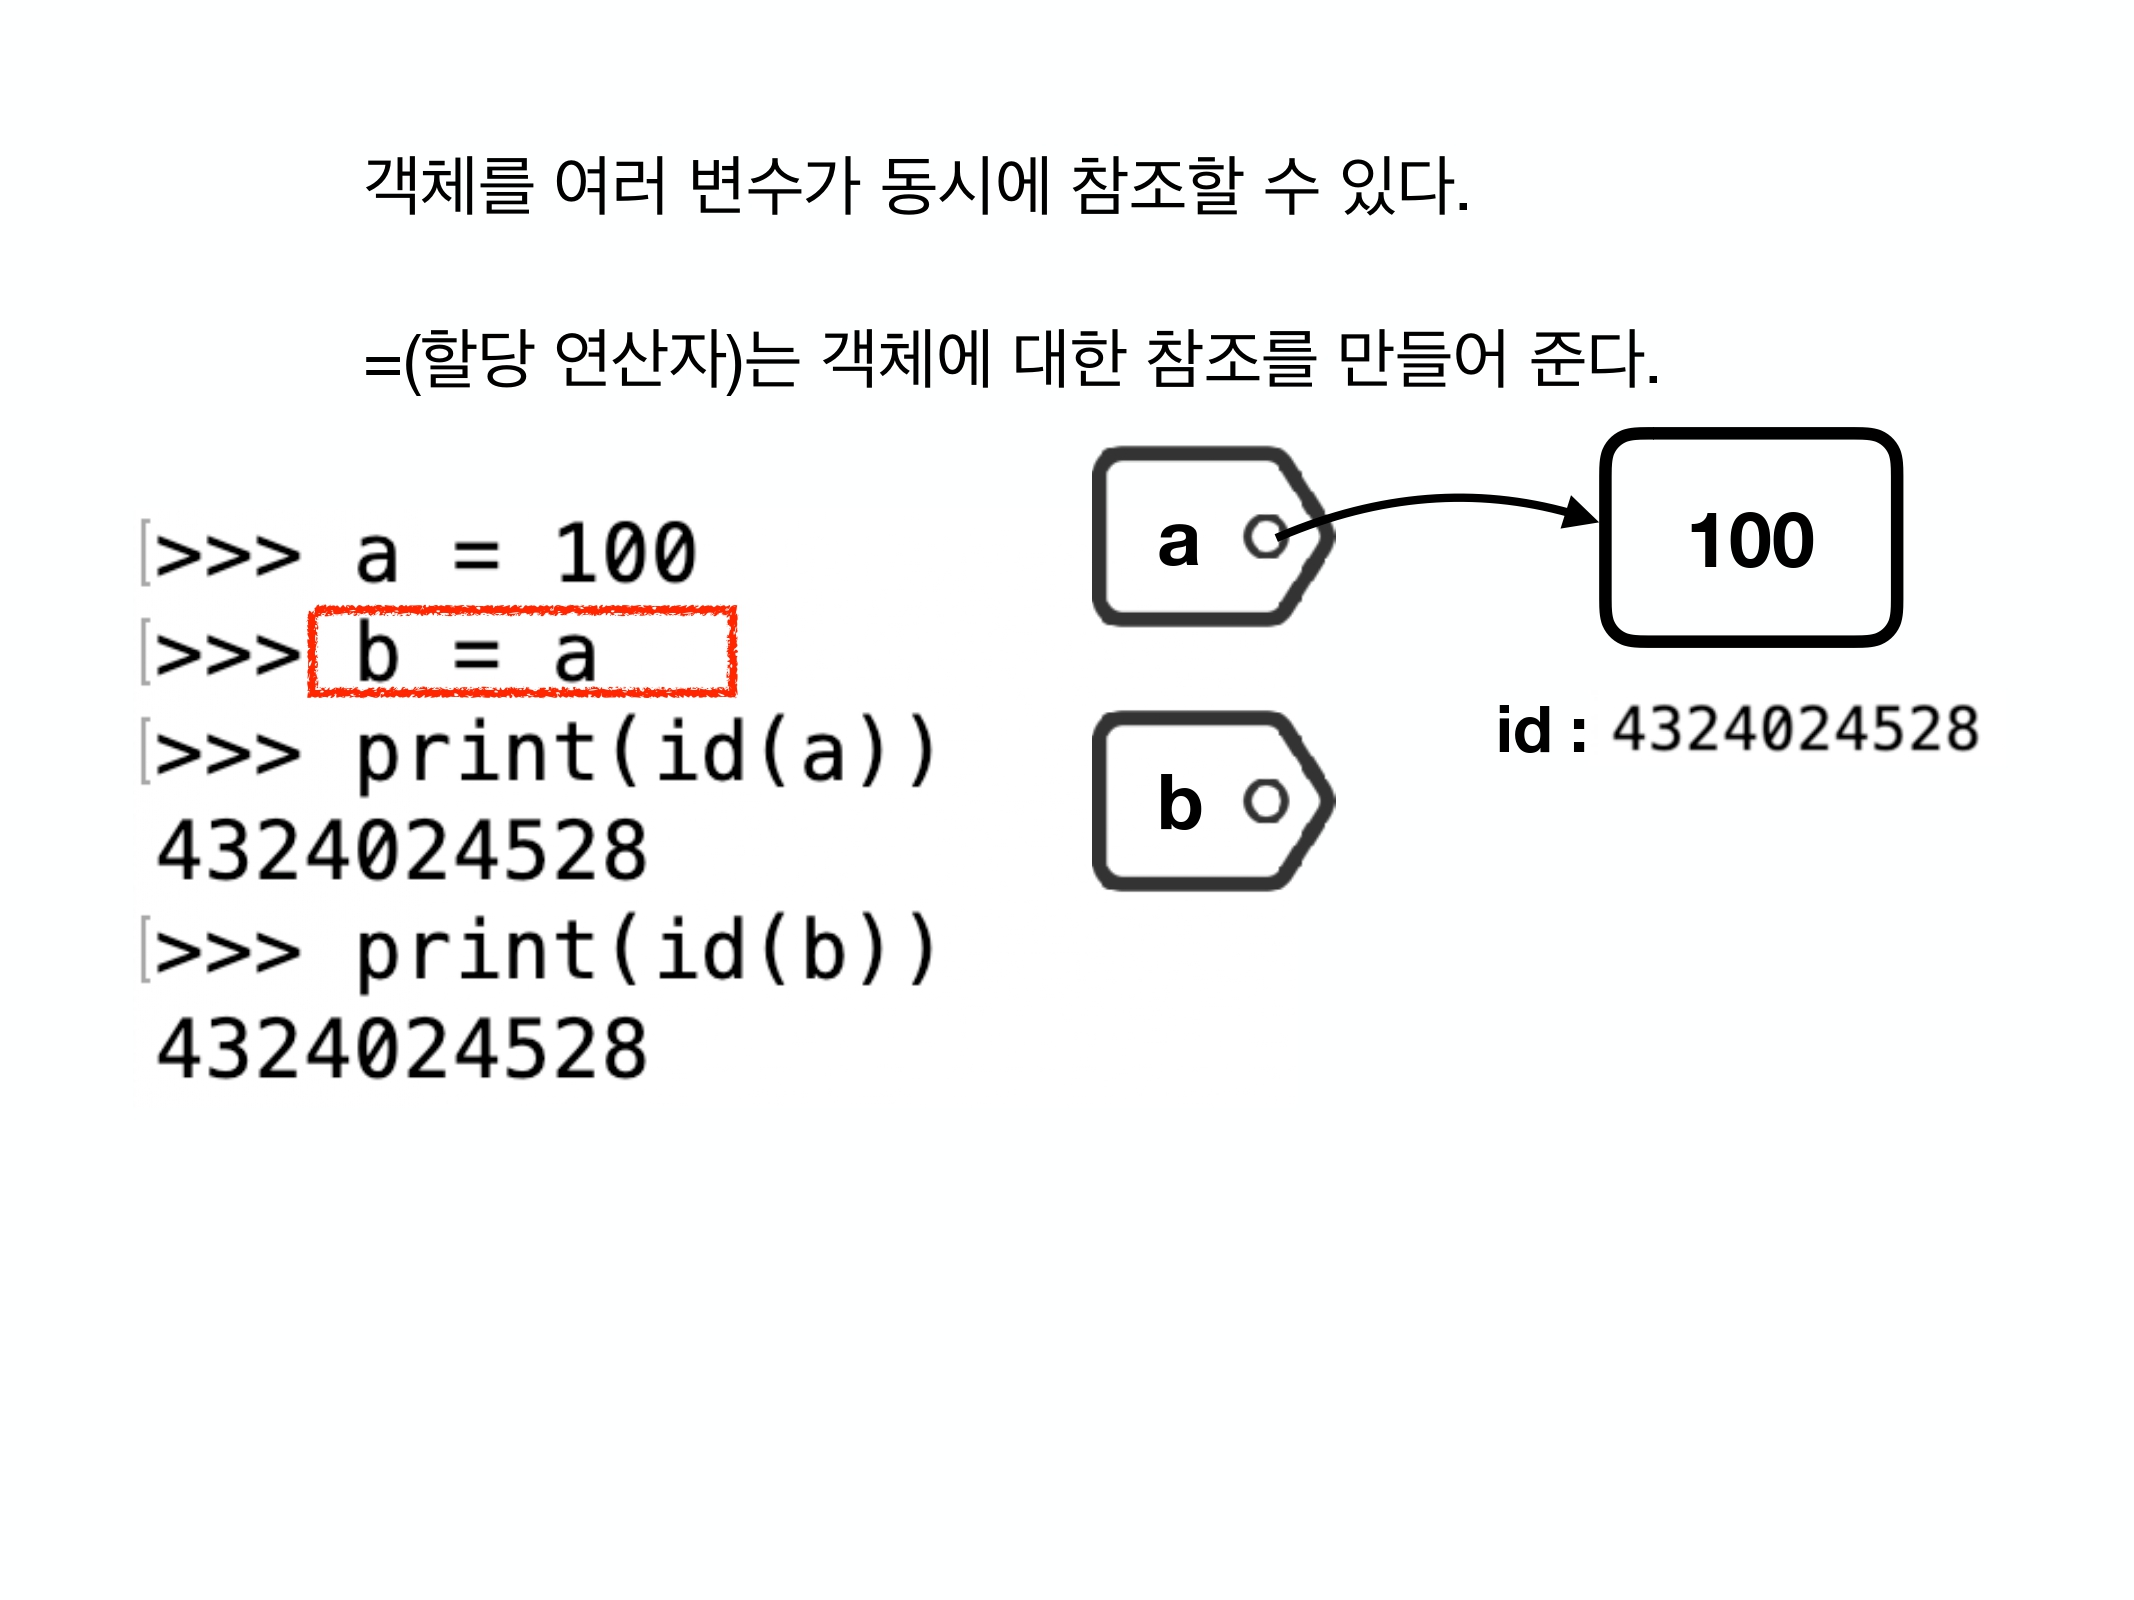 객체를 여러 변수가 동시에 참조할 수 있다.
=(할당 연산자)는 객체에 대한 참조를 만들어 준다.
>>> a = 100
>>> b = a
>>> print(id(a))
4324024528
>>> print(id(b))
4324024528
a
100
id : 4324024528
b